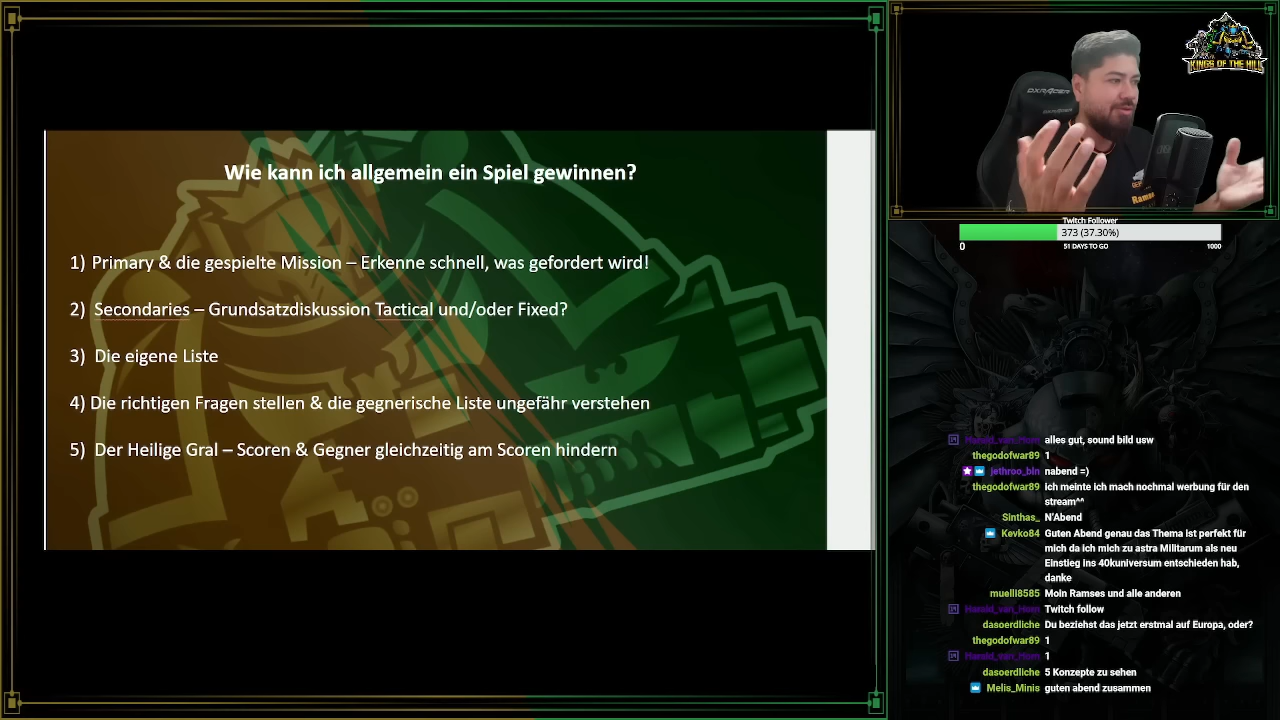 Wie kann ich allgemein ein Spiel gewinnen?
1) Primary & die gespielte Mission – Erkenne schnell, was gefordert wird!
2) Secondaries – Grundsatzdiskussion Tactical und/oder Fixed?
3) Die eigene Liste
4) Die richtigen Fragen stellen & die gegnerische Liste ungefähr verstehen
5) Der Heilige Gral – Scoren & Gegner gleichzeitig am Scoren hindern
KINGS OF THE HILL
DXRACER
Twitch Follower
373 (37.30%)
0
51 DAYS TO GO
1000
Harald_van_Horn alles gut, sound bild usw
thegodofwar89 1
jethroo_bln nabend =)
thegodofwar89 ich meinte ich mach nochmal werbung für den
stream^^
Sinthas_ N'Abend
Kevko84 Guten Abend genau das Thema ist perfekt für
mich da ich mich zu astra Militarum als neu
Einstieg ins 40kuniversum entschieden hab,
danke
muelli8585 Moin Ramses und alle anderen
Harald_van_Horn Twitch follow
dasoerdliche Du beziehst das jetzt erstmal auf Europa, oder?
thegodofwar89 1
Harald_van_Horn 1
dasoerdliche 5 Konzepte zu sehen
Melis_Minis guten abend zusammen